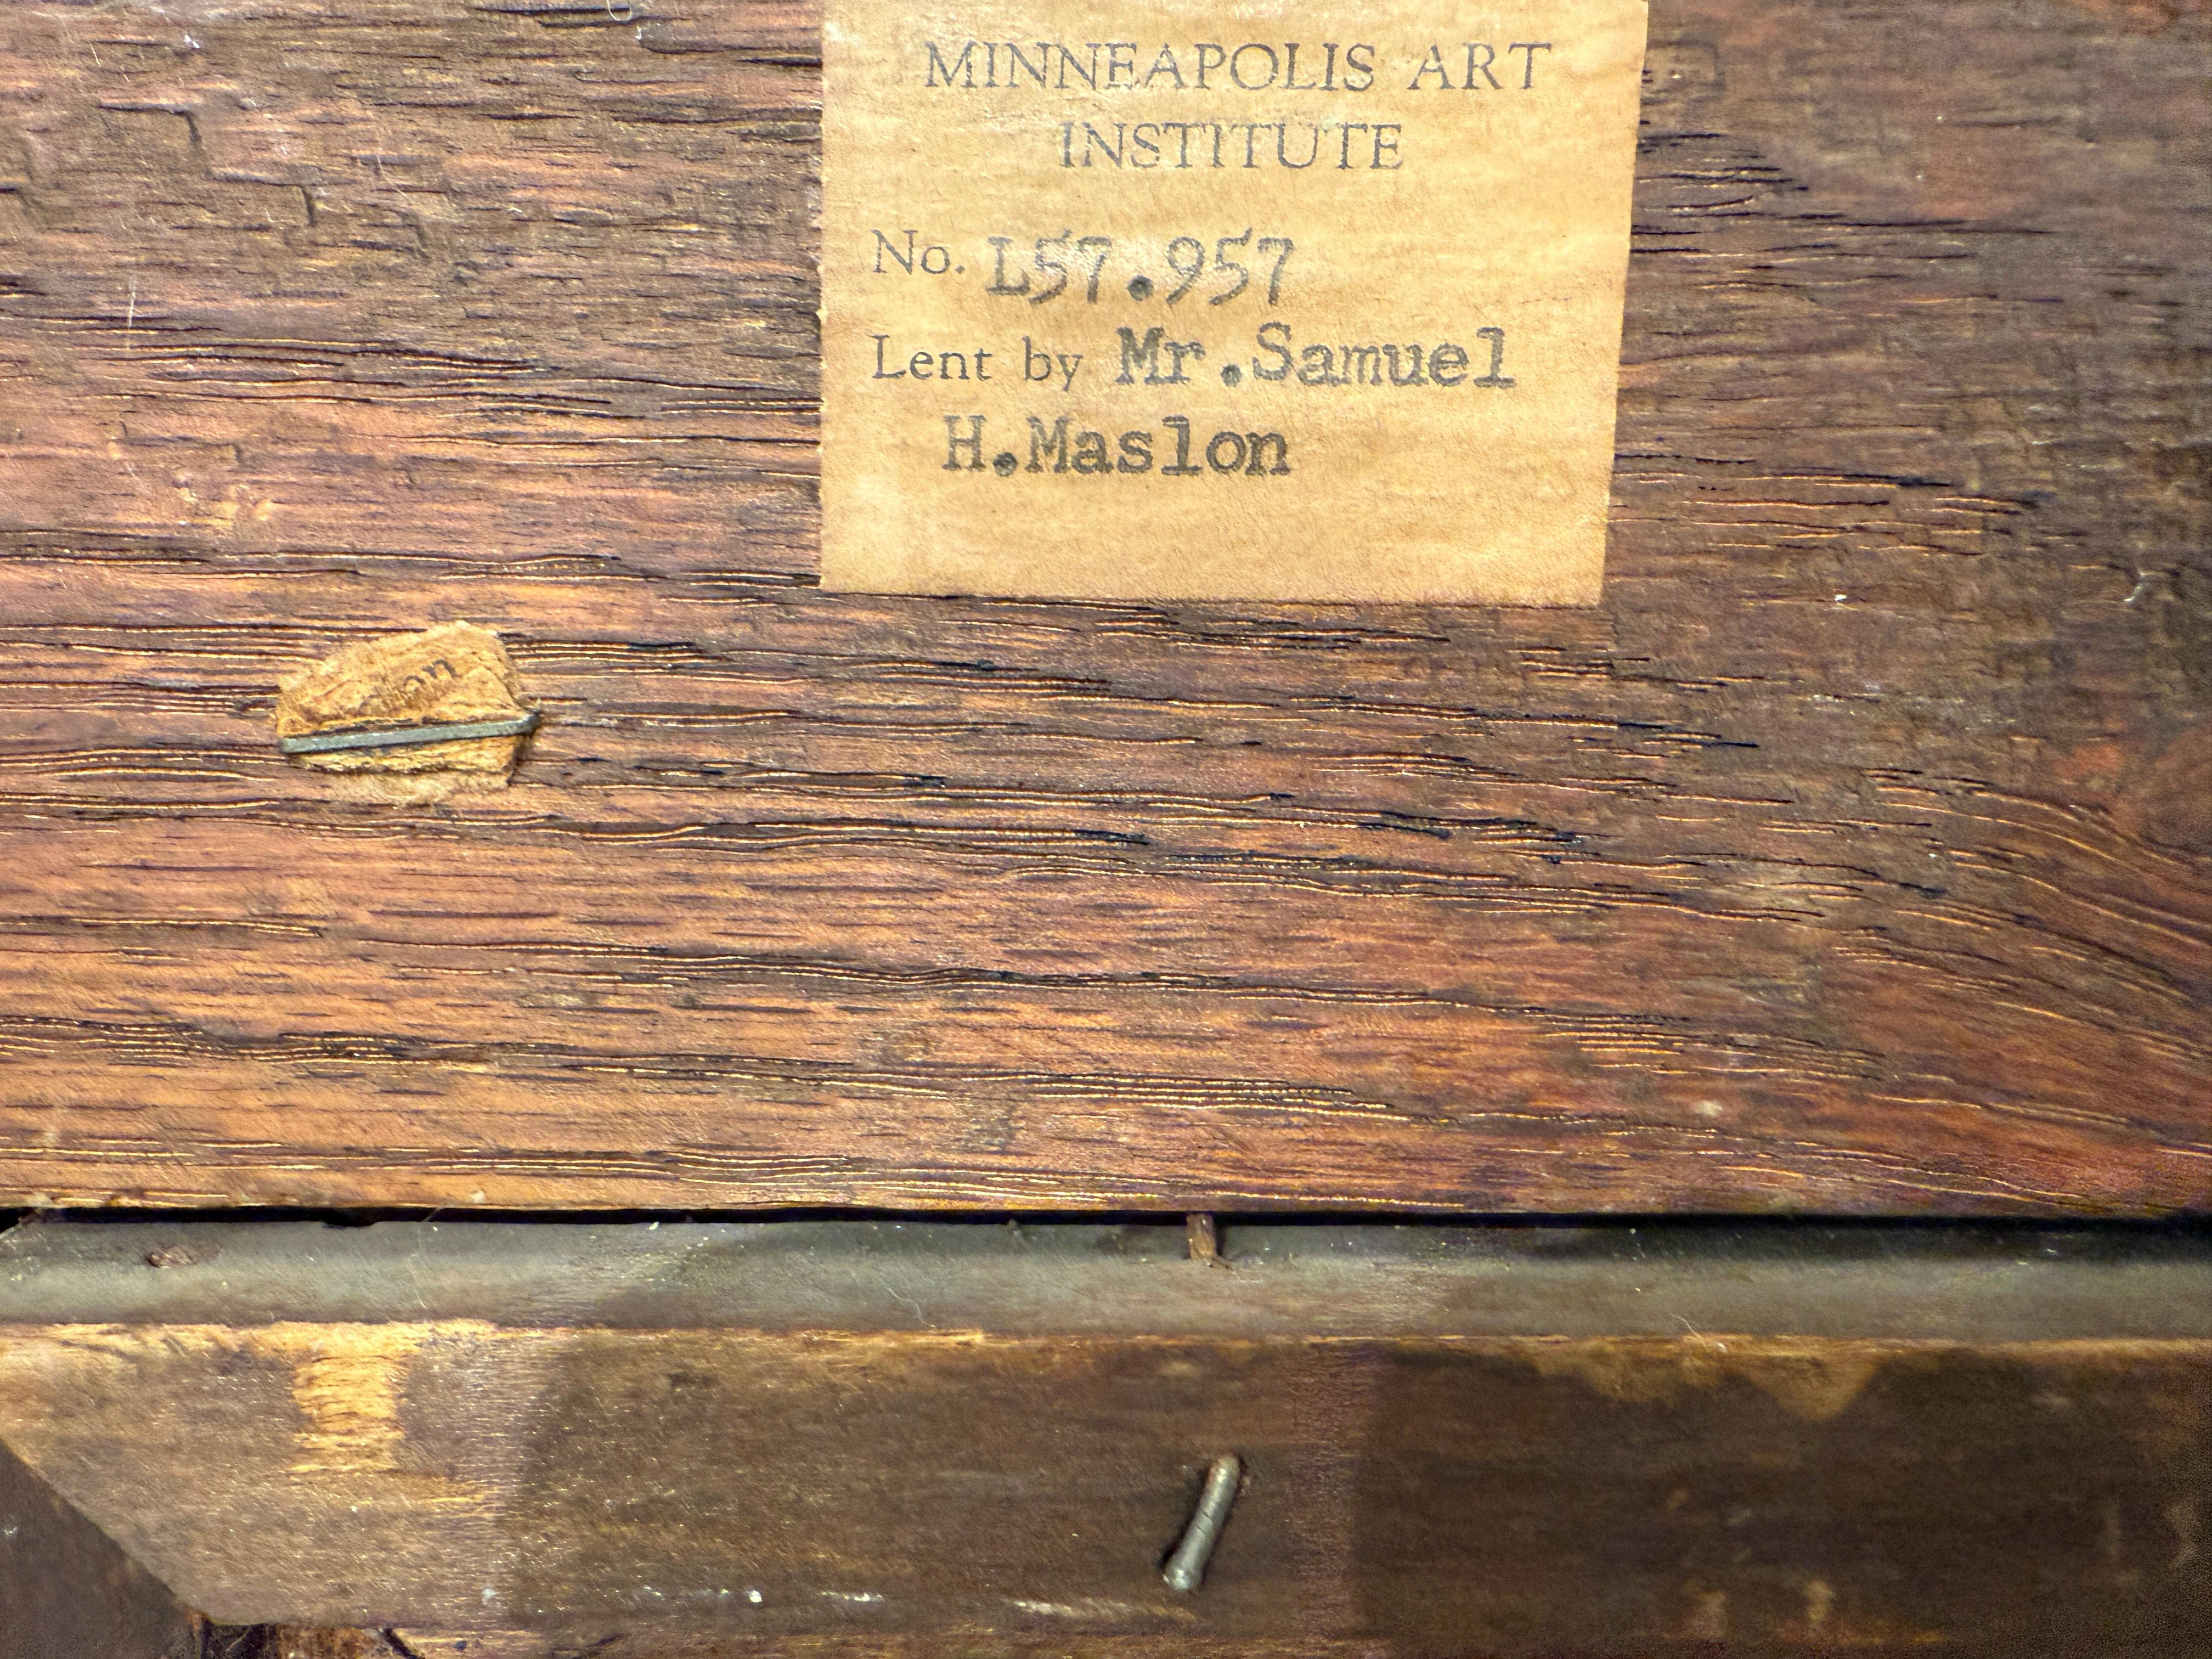 MINNEAPOLIS ART
INSTITUTE
No. L57.957
Lent by Mr.Samuel
H.Maslon